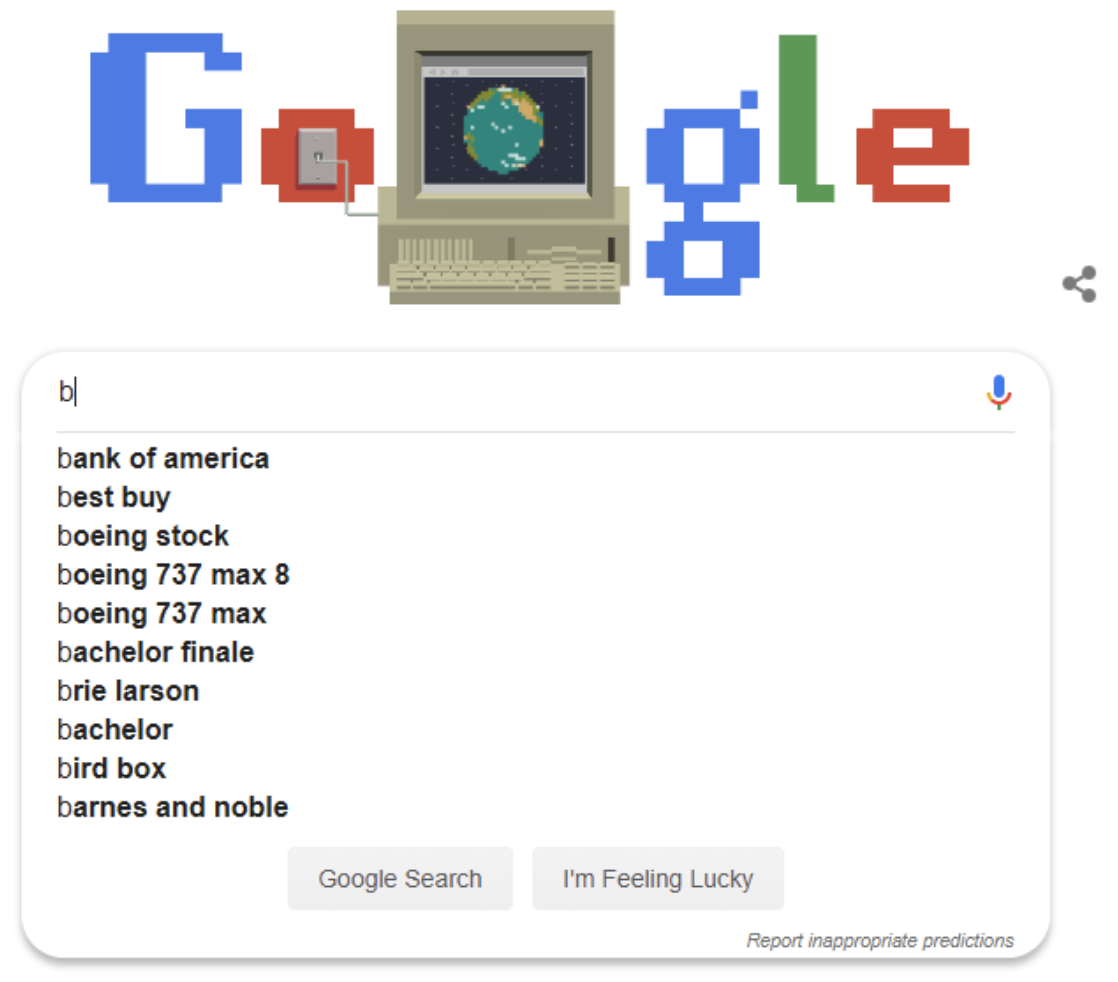 Google
b
bank of america
best buy
boeing stock
boeing 737 max 8
boeing 737 max
bachelor finale
brie larson
bachelor
bird box
barnes and noble
Google Search
I'm Feeling Lucky
Report inappropriate predictions